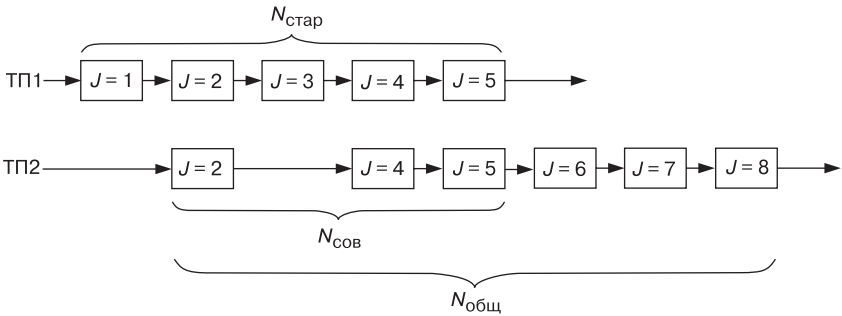 Nстар
ТП1 J = 1 J = 2 J = 3 J = 4 J = 5
ТП2 J = 2 J = 4 J = 5 J = 6 J = 7 J = 8
Nсов
Nобщ